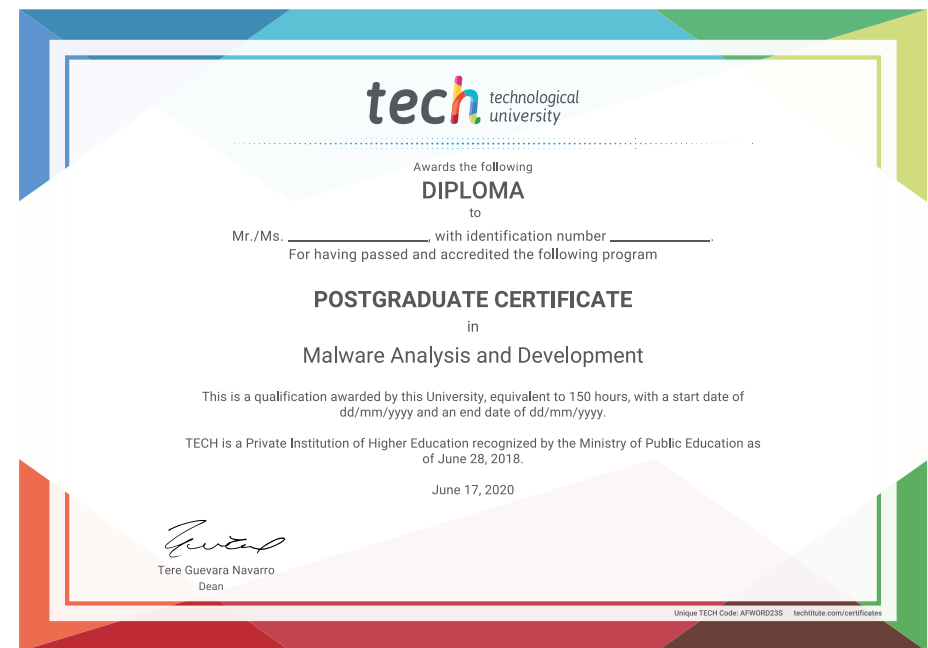 tech technological
university
Awards the following
DIPLOMA
to
Mr./Ms. ____________________, with identification number ______________.
For having passed and accredited the following program
POSTGRADUATE CERTIFICATE
in
Malware Analysis and Development
This is a qualification awarded by this University, equivalent to 150 hours, with a start date of
dd/mm/yyyy and an end date of dd/mm/yyyy.
TECH is a Private Institution of Higher Education recognized by the Ministry of Public Education as
of June 28, 2018.
June 17, 2020
Tere Guevara Navarro
Dean
Unique TECH Code: AFWORD23S techtitute.com/certificates